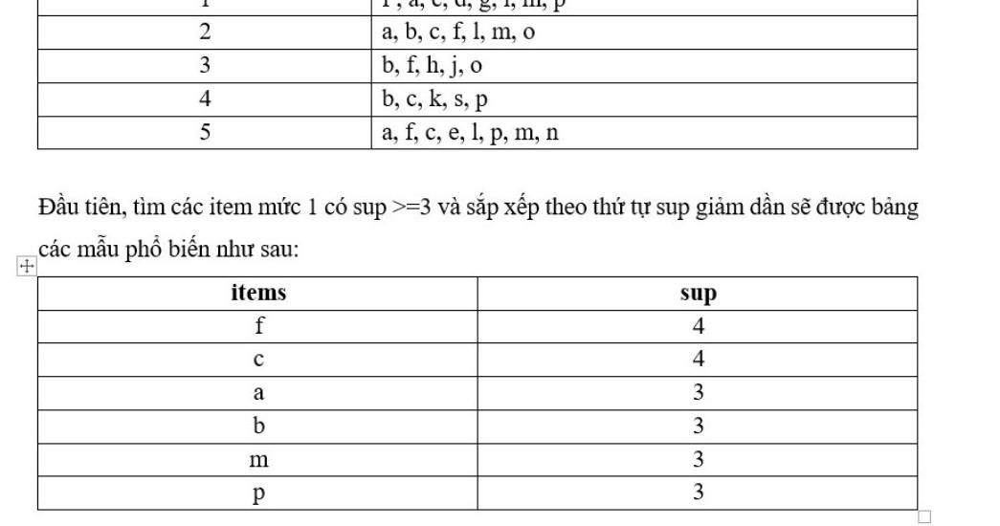 2 a, b, c, f, l, m, o
3 b, f, h, j, o
4 b, c, k, s, p
5 a, f, c, e, l, p, m, n
Đầu tiên, tìm các item mức 1 có sup >=3 và sắp xếp theo thứ tự sup giảm dần sẽ được bảng
các mẫu phổ biến như sau:
items sup
f 4
c 4
a 3
b 3
m 3
p 3